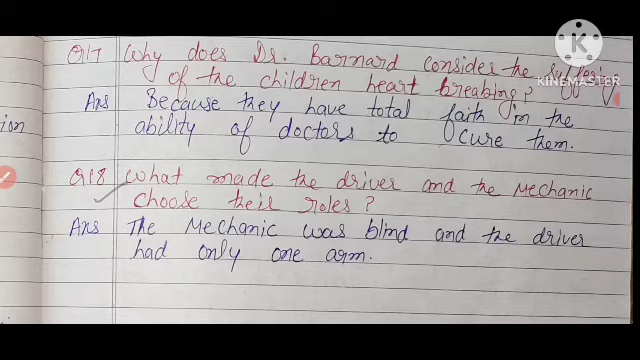 Q17 Why does Dr. Barnard consider the suffering
of the children heart breaking?
Ans Because they have total faith in the
ability of doctors to cure them.
Q18 What made the driver and the Mechanic
choose their roles?
Ans The Mechanic was blind and the driver
had only one arm.
ion
K
KINEMASTER